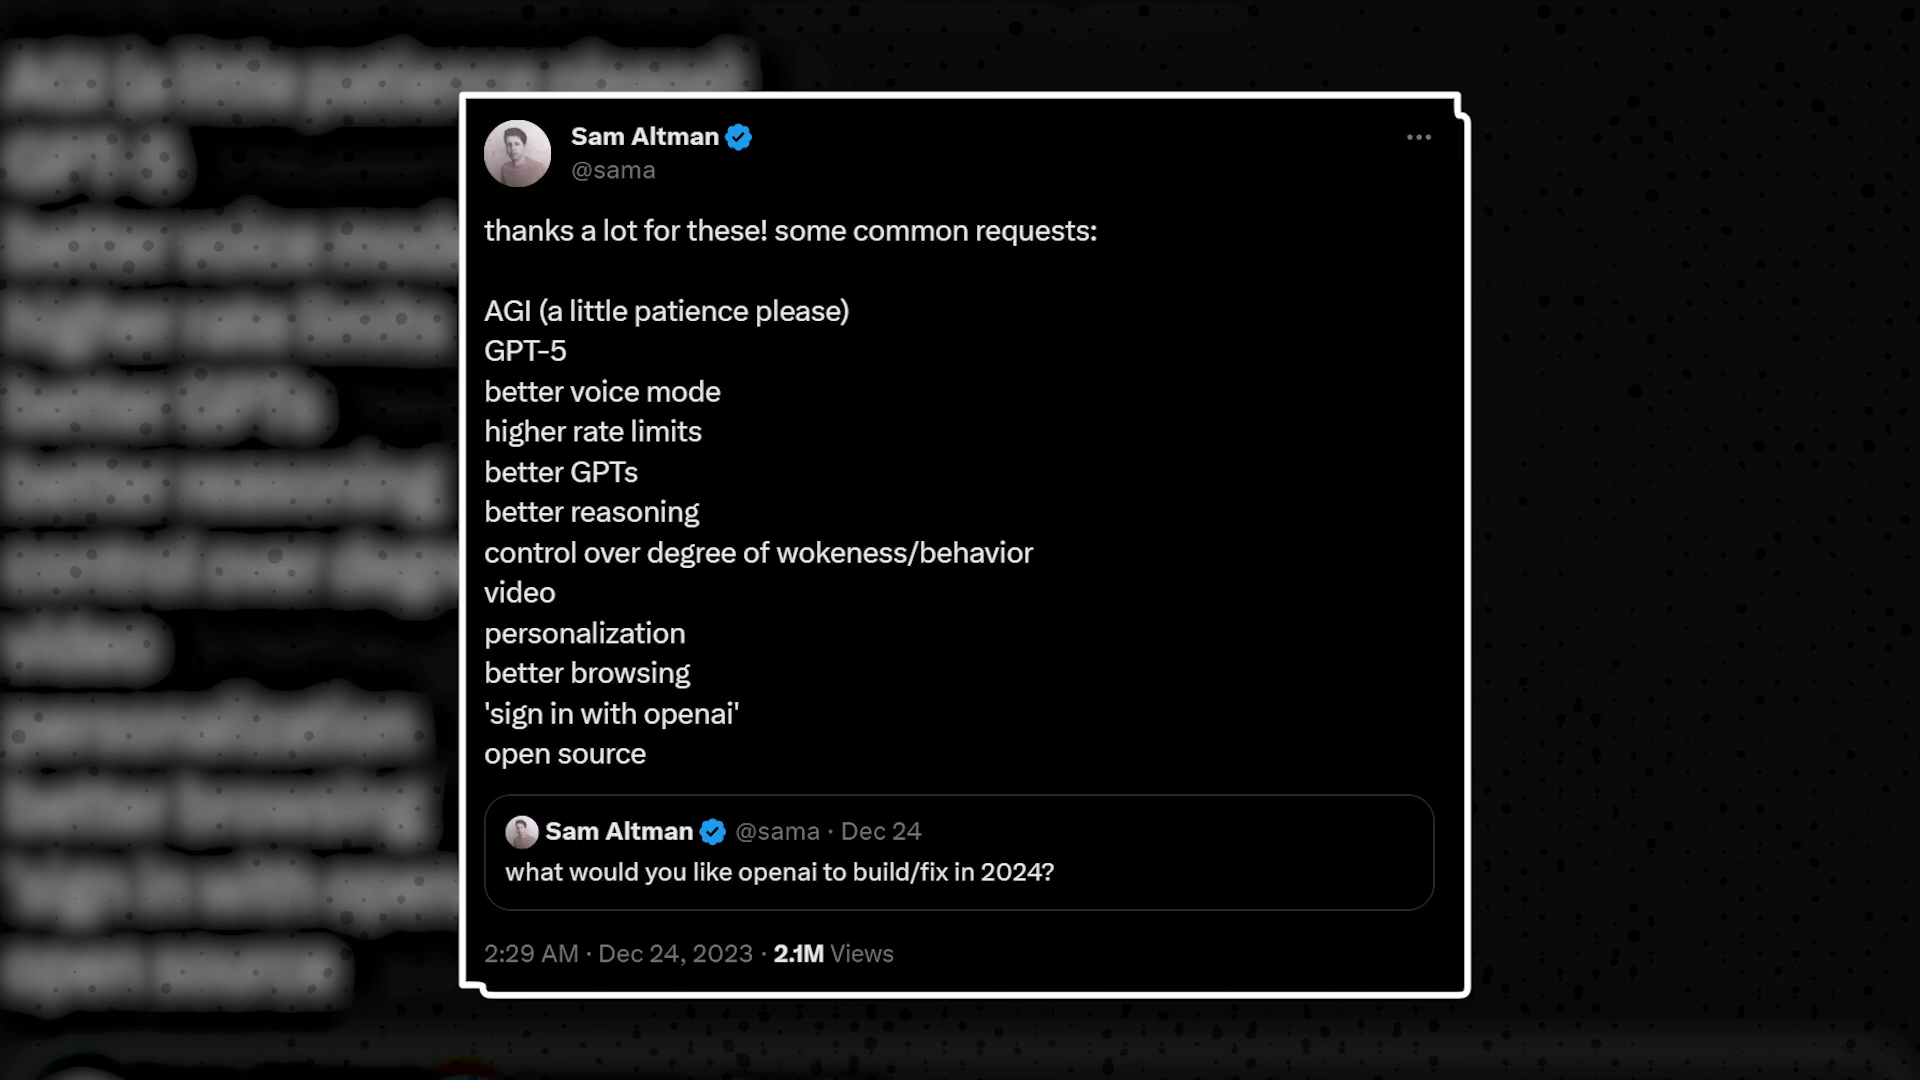 Sam Altman
@sama
thanks a lot for these! some common requests:
AGI (a little patience please)
GPT-5
better voice mode
higher rate limits
better GPTs
better reasoning
control over degree of wokeness/behavior
video
personalization
better browsing
'sign in with openai'
open source
Sam Altman @sama · Dec 24
what would you like openai to build/fix in 2024?
2:29 AM · Dec 24, 2023 · 2.1M Views